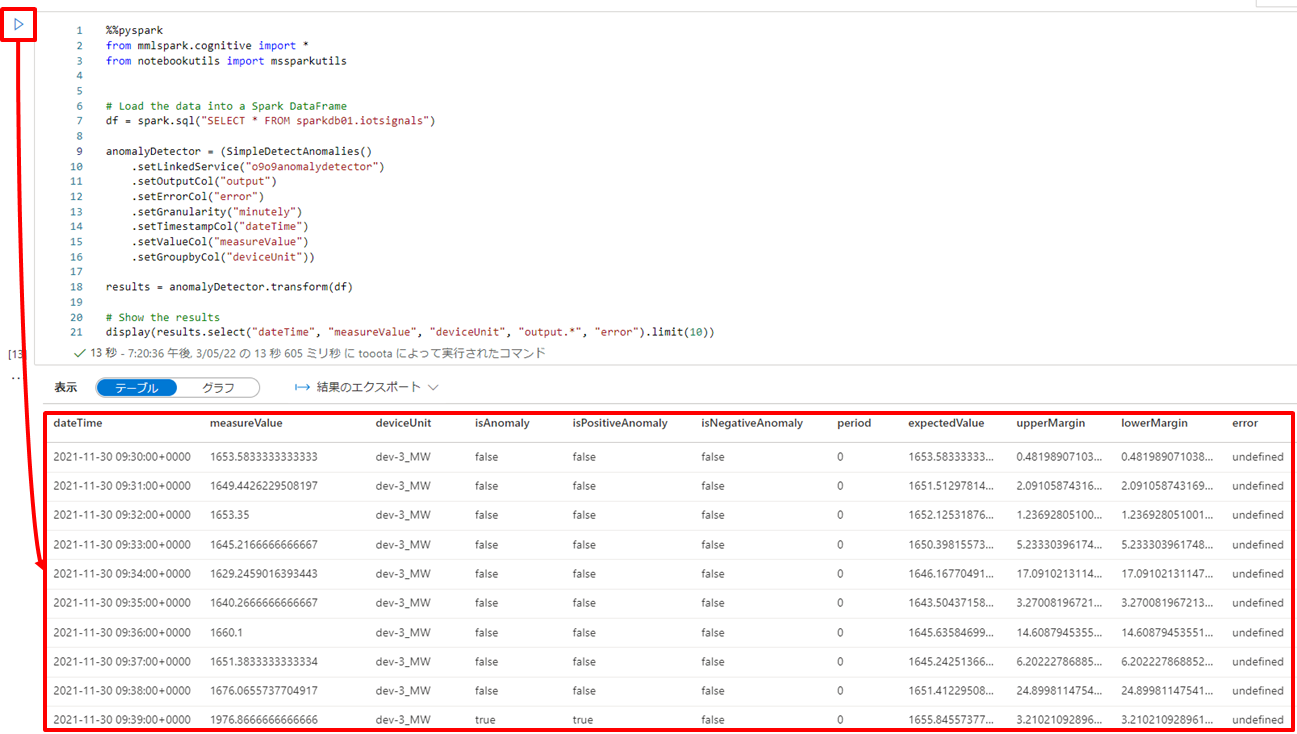 1 %%pyspark
2 from mmlspark.cognitive import *
3 from notebookutils import mssparkutils
4
5
6 # Load the data into a Spark DataFrame
7 df = spark.sql("SELECT * FROM sparkdb01.iotsignals")
8
9 anomalyDetector = (SimpleDetectAnomalies()
10 .setLinkedService("o9o9anomalydetector")
11 .setOutputCol("output")
12 .setErrorCol("error")
13 .setGranularity("minutely")
14 .setTimestampCol("dateTime")
15 .setValueCol("measureValue")
16 .setGroupbyCol("deviceUnit"))
17
18 results = anomalyDetector.transform(df)
19
20 # Show the results
21 display(results.select("dateTime", "measureValue", "deviceUnit", "output.*", "error").limit(10))
[13 13 秒 - 7:20:36 午後, 3/05/22 の 13 秒 605 ミリ秒 に tooota によって実行されたコマンド
...
表示 テーブル グラフ 結果のエクスポート
dateTime measureValue deviceUnit isAnomaly isPositiveAnomaly isNegativeAnomaly period expectedValue upperMargin lowerMargin error
2021-11-30 09:30:00+0000 1653.5833333333333 dev-3_MW false false false 0 1653.58333333... 0.48198907103... 0.481989071038... undefined
2021-11-30 09:31:00+0000 1649.4426229508197 dev-3_MW false false false 0 1651.51297814... 2.09105874316... 2.091058743169... undefined
2021-11-30 09:32:00+0000 1653.35 dev-3_MW false false false 0 1652.12531876... 1.23692805100... 1.236928051001... undefined
2021-11-30 09:33:00+0000 1645.2166666666667 dev-3_MW false false false 0 1650.39815573... 5.23330396174... 5.233303961748... undefined
2021-11-30 09:34:00+0000 1629.2459016393443 dev-3_MW false false false 0 1646.16770491... 17.0910213114... 17.09102131147... undefined
2021-11-30 09:35:00+0000 1640.2666666666667 dev-3_MW false false false 0 1643.50437158... 3.27008196721... 3.270081967213... undefined
2021-11-30 09:36:00+0000 1660.1 dev-3_MW false false false 0 1645.63584699... 14.6087945355... 14.60879453551... undefined
2021-11-30 09:37:00+0000 1651.3833333333334 dev-3_MW false false false 0 1645.24251366... 6.20222786885... 6.202227868852... undefined
2021-11-30 09:38:00+0000 1676.0655737704917 dev-3_MW false false false 0 1651.41229508... 24.8998114754... 24.89981147541... undefined
2021-11-30 09:39:00+0000 1976.8666666666666 dev-3_MW true true false 0 1655.84557377... 3.21021092896... 3.210210928961... undefined